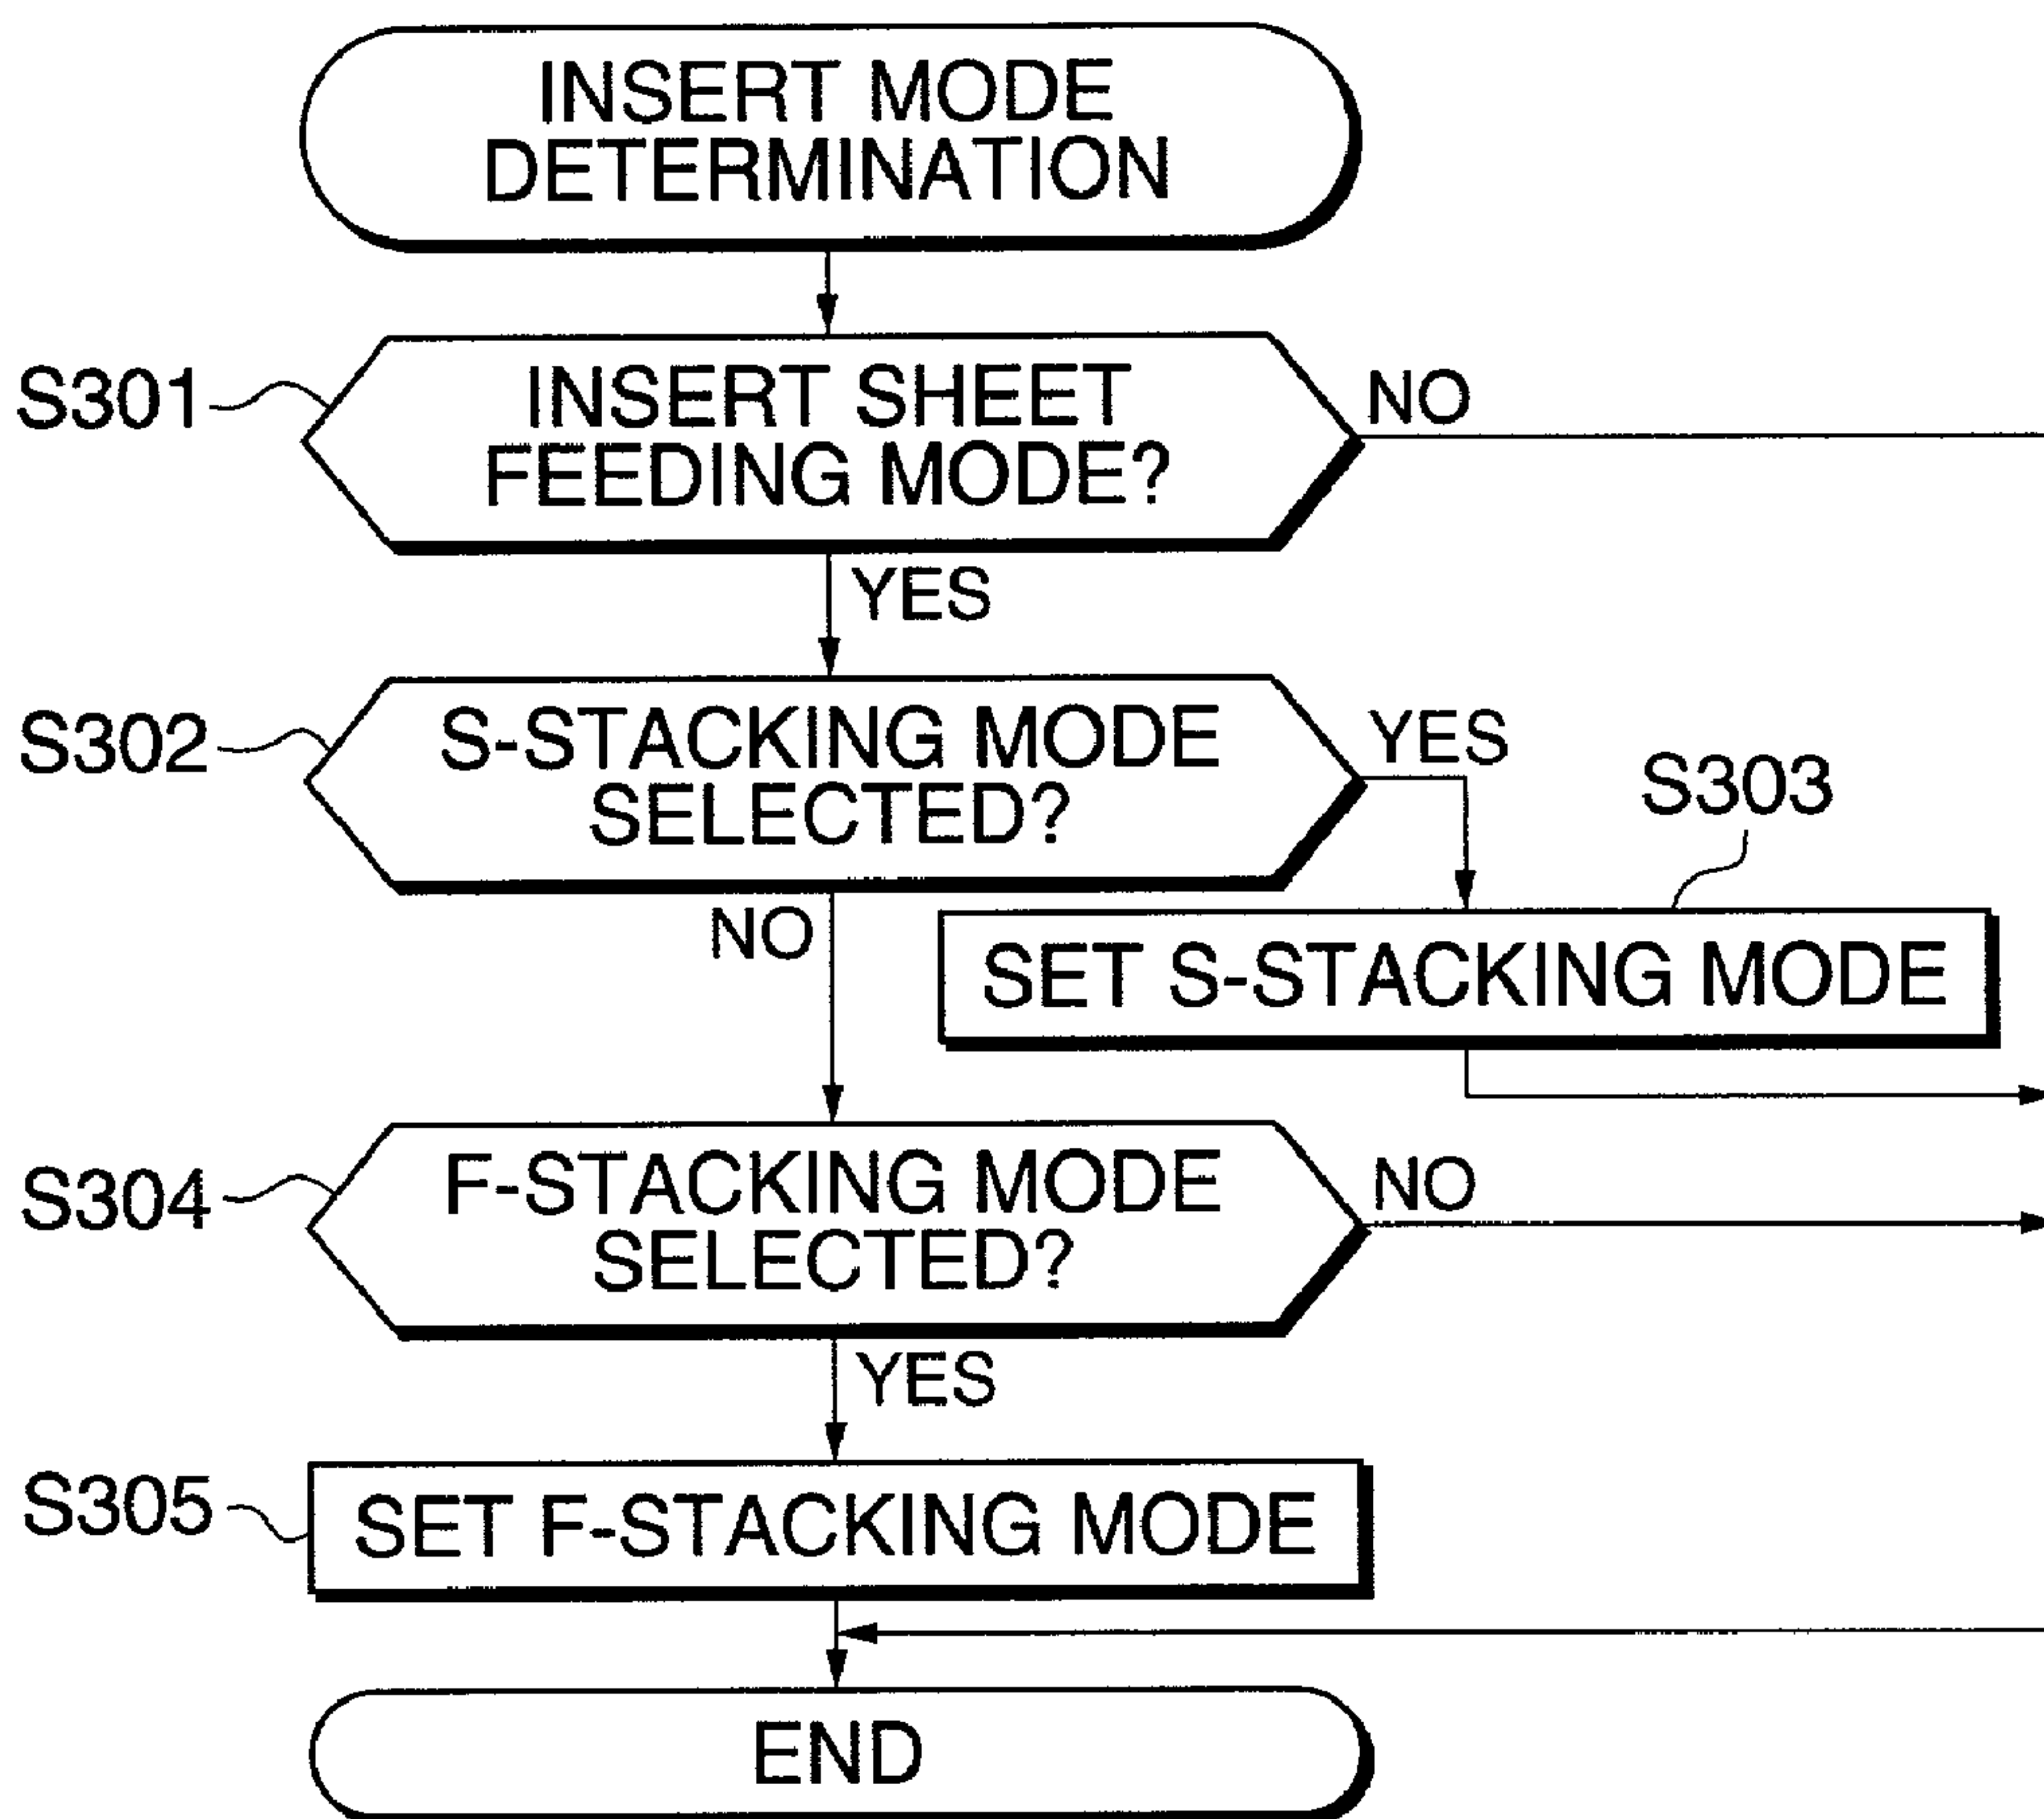 INSERT MODE
DETERMINATION
S301
INSERT SHEET
FEEDING MODE?
NO
YES
S302
S-STACKING MODE
SELECTED?
YES
S303
NO
SET S-STACKING MODE
S304
F-STACKING MODE
SELECTED?
NO
YES
S305
SET F-STACKING MODE
END